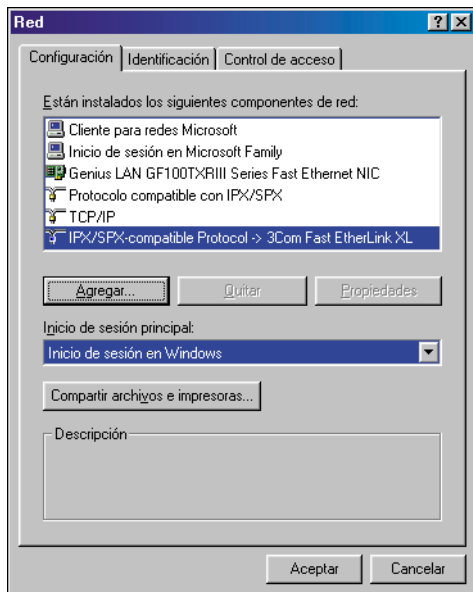 Red
Configuración Identificación Control de acceso
Están instalados los siguientes componentes de red:
Cliente para redes Microsoft
Inicio de sesión en Microsoft Family
Genius LAN GF100TXRIII Series Fast Ethernet NIC
Protocolo compatible con IPX/SPX
TCP/IP
IPX/SPX-compatible Protocol -> 3Com Fast EtherLink XL
Agregar... Quitar Propiedades
Inicio de sesión principal:
Inicio de sesión en Windows
Compartir archivos e impresoras...
Descripción
Aceptar Cancelar